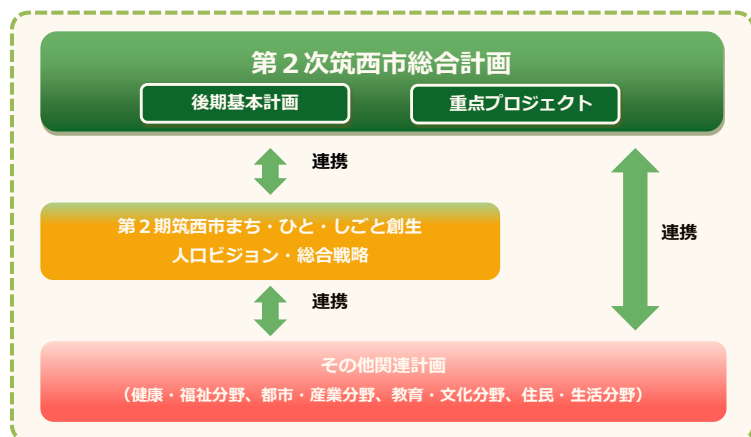 第２次筑西市総合計画
後期基本計画
重点プロジェクト
連携
連携
第２期筑西市まち・ひと・しごと創生
人口ビジョン・総合戦略
連携
その他関連計画
（健康・福祉分野、都市・産業分野、教育・文化分野、住民・生活分野）